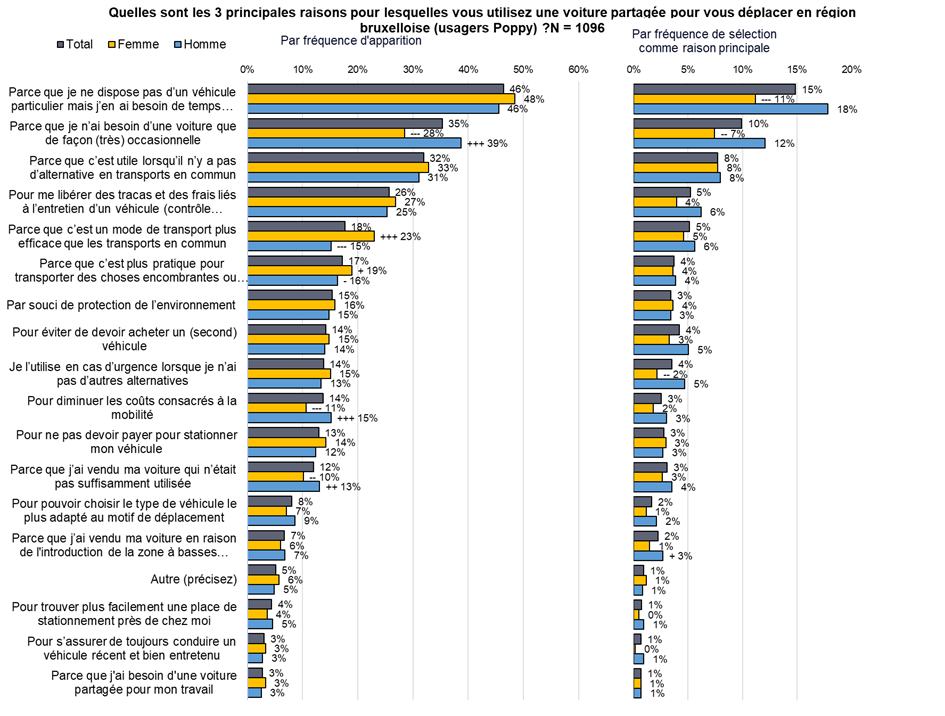 Quelles sont les 3 principales raisons pour lesquelles vous utilisez une voiture partagée pour vous déplacer en région
bruxelloise (usagers Poppy) ?N = 1096
Total Femme Homme
Par fréquence d'apparition
Par fréquence de sélection
comme raison principale
0% 10% 20% 30% 40% 50% 60%
0% 5% 10% 15% 20%
Parce que je ne dispose pas d'un véhicule
particulier mais j'en ai besoin de temps…
46% 15%
48% --- 11%
46% 18%
Parce que je n'ai besoin d'une voiture que
de façon (très) occasionnelle
35% 10%
--- 28% -- 7%
+++ 39% 12%
Parce que c'est utile lorsqu'il n'y a pas
d'alternative en transports en commun
32% 8%
33% 8%
31% 8%
Pour me libérer des tracas et des frais liés
à l'entretien d'un véhicule (contrôle…
26% 5%
27% 4%
25% 6%
Parce que c'est un mode de transport plus
efficace que les transports en commun
18% 5%
+++ 23% 5%
--- 15% 6%
Parce que c'est plus pratique pour
transporter des choses encombrantes ou…
17% 4%
+ 19% 4%
- 16% 4%
Par souci de protection de l'environnement
15% 3%
16% 4%
15% 3%
Pour éviter de devoir acheter un (second)
véhicule
14% 4%
15% 3%
14% 5%
Je l'utilise en cas d'urgence lorsque je n'ai
pas d'autres alternatives
14% 4%
15% -- 2%
13% 5%
Pour diminuer les coûts consacrés à la
mobilité
14% 3%
--- 11% 2%
+++ 15% 3%
Pour ne pas devoir payer pour stationner
mon véhicule
13% 3%
14% 3%
12% 3%
Parce que j'ai vendu ma voiture qui n'était
pas suffisamment utilisée
12% 3%
-- 10% 3%
++ 13% 4%
Pour pouvoir choisir le type de véhicule le
plus adapté au motif de déplacement
8% 2%
7% 1%
9% 2%
Parce que j'ai vendu ma voiture en raison
de l'introduction de la zone à basses…
7% 2%
6% 1%
7% + 3%
Autre (précisez)
5% 1%
6% 1%
5% 1%
Pour trouver plus facilement une place de
stationnement près de chez moi
4% 1%
4% 0%
5% 1%
Pour s'assurer de toujours conduire un
véhicule récent et bien entretenu
3% 1%
3% 0%
3% 1%
Parce que j'ai besoin d'une voiture
partagée pour mon travail
3% 1%
3% 1%
3% 1%